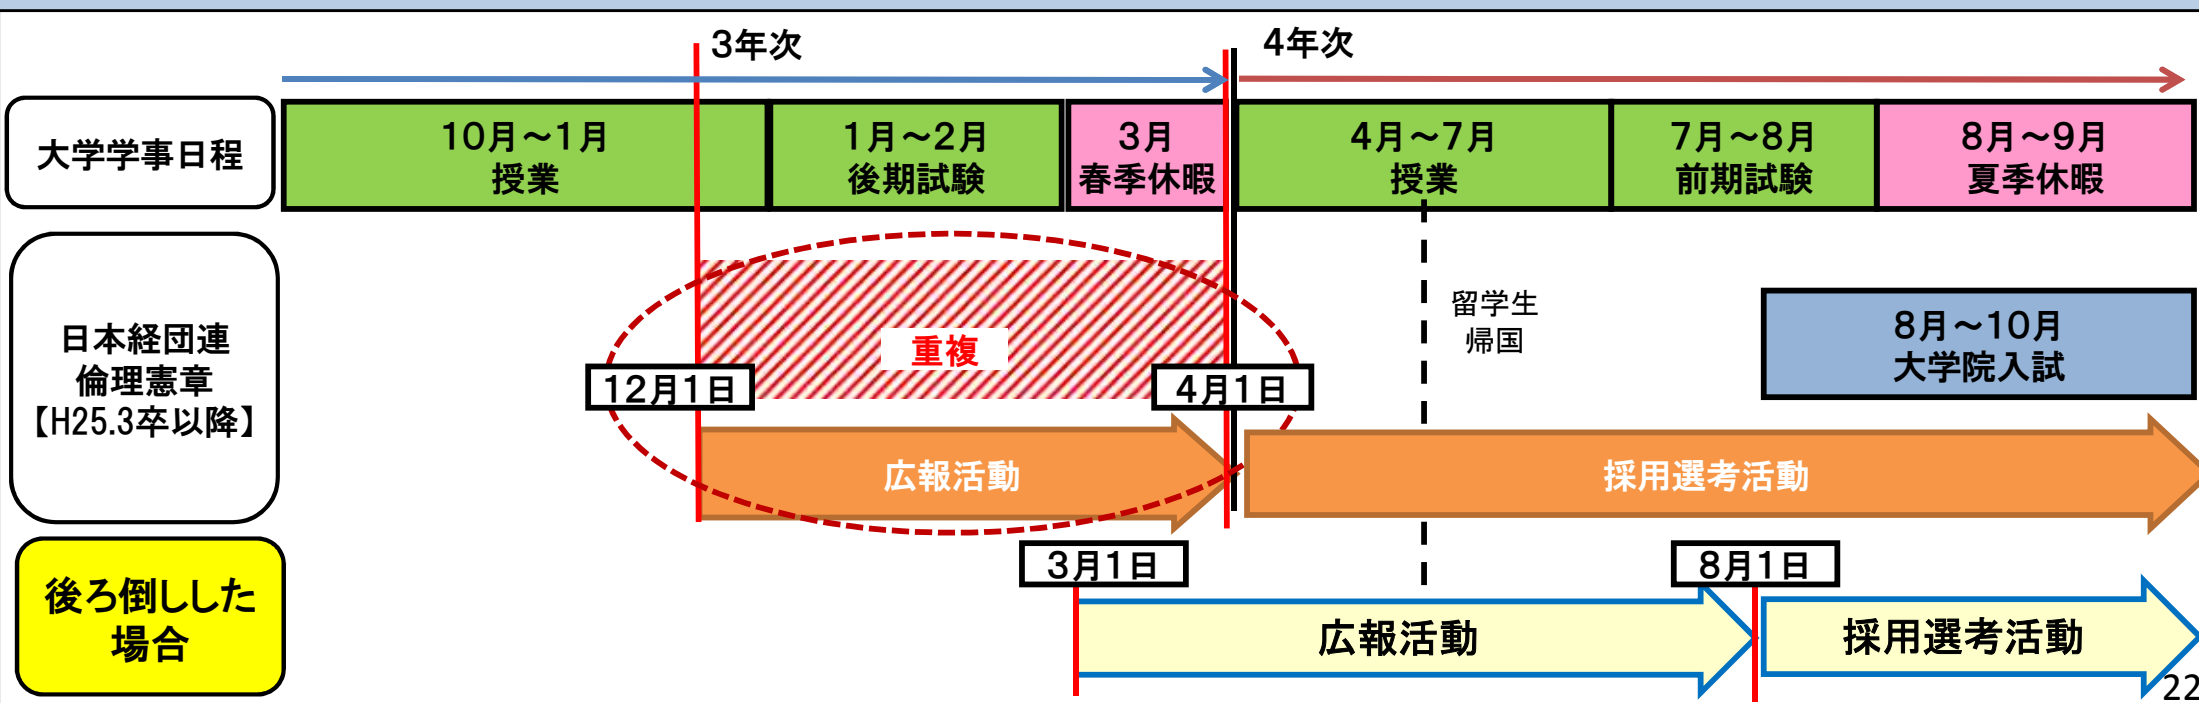 3年次
4年次
大学学事日程
10月～1月
授業
1月～2月
後期試験
3月
春季休暇
4月～7月
授業
7月～8月
前期試験
8月～9月
夏季休暇
日本経団連
倫理憲章
【H25.3卒以降】
重複
12月1日
4月1日
留学生
帰国
8月～10月
大学院入試
広報活動
採用選考活動
後ろ倒しした
場合
3月1日
8月1日
広報活動
採用選考活動
22